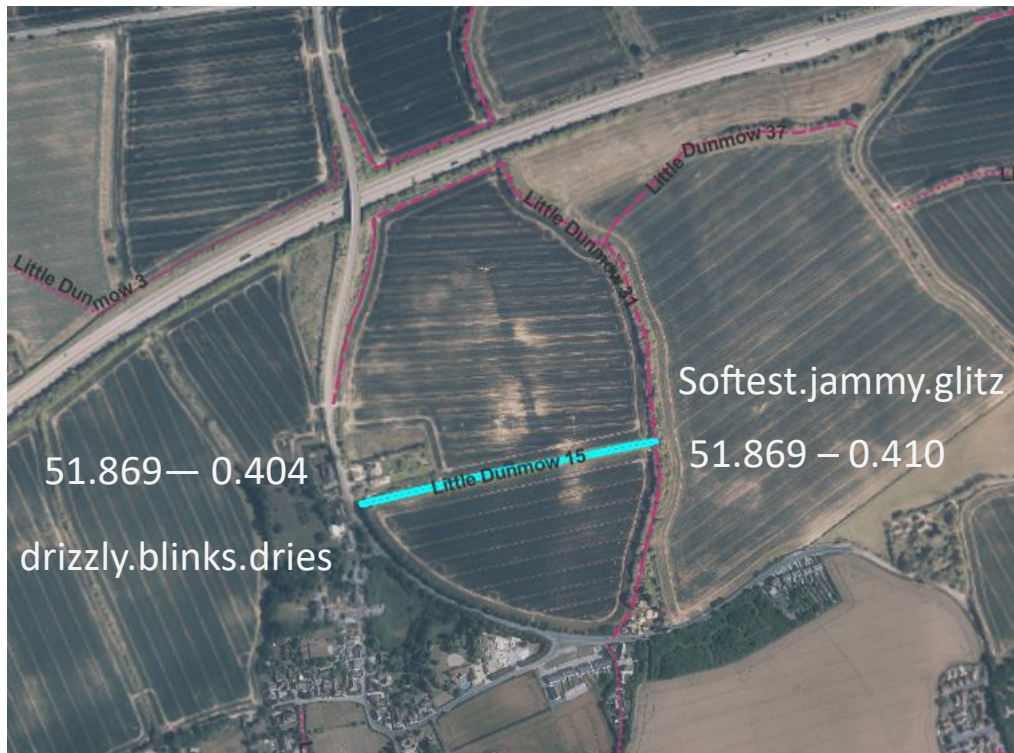 Little Dunmow 37
Little Dunmow 21
Little Dunmow 3
Softest.jammy.glitz
51.869 – 0.410
51.869— 0.404
Little Dunmow 15
drizzly.blinks.dries